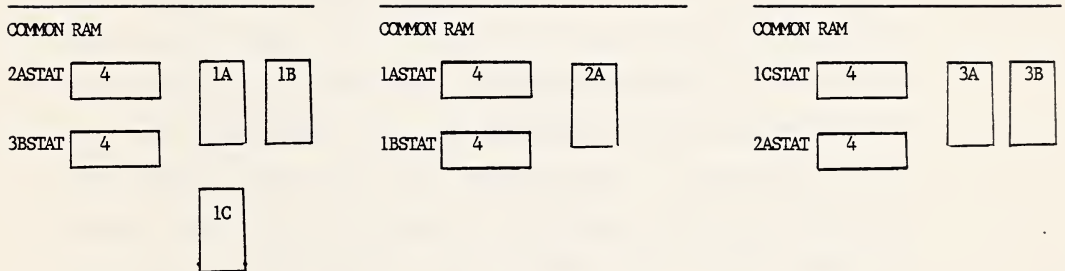 COMMON RAM
2ASTAT 4 1A 1B
3BSTAT 4
1C
COMMON RAM
1ASTAT 4 2A
1BSTAT 4
COMMON RAM
1CSTAT 4 3A 3B
2ASTAT 4